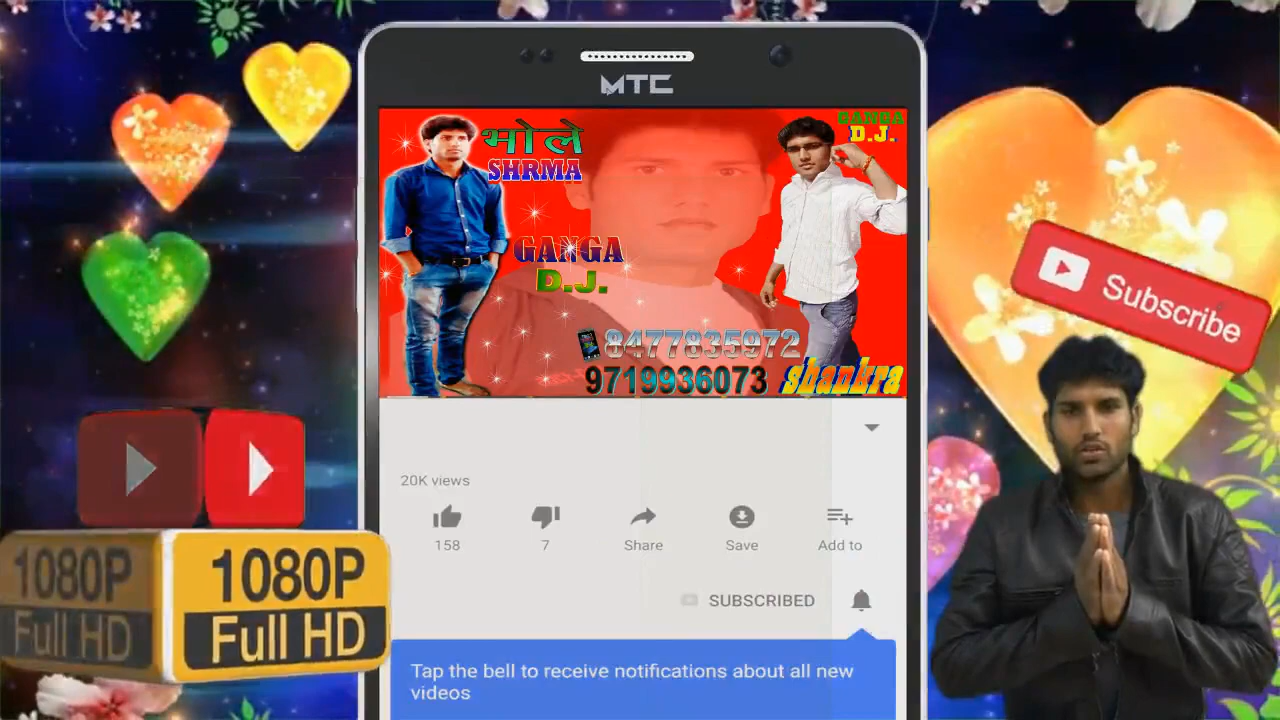 MTC
भोले
SHRMA
GANGA
D.J.
GANGA
D.J.
8477835972
9719936073
shankra
Subscribe
20K views
158
7
Share
Save
Add to
SUBSCRIBED
Tap the bell to receive notifications about all new
videos
1080P
Full HD
1080P
Full HD